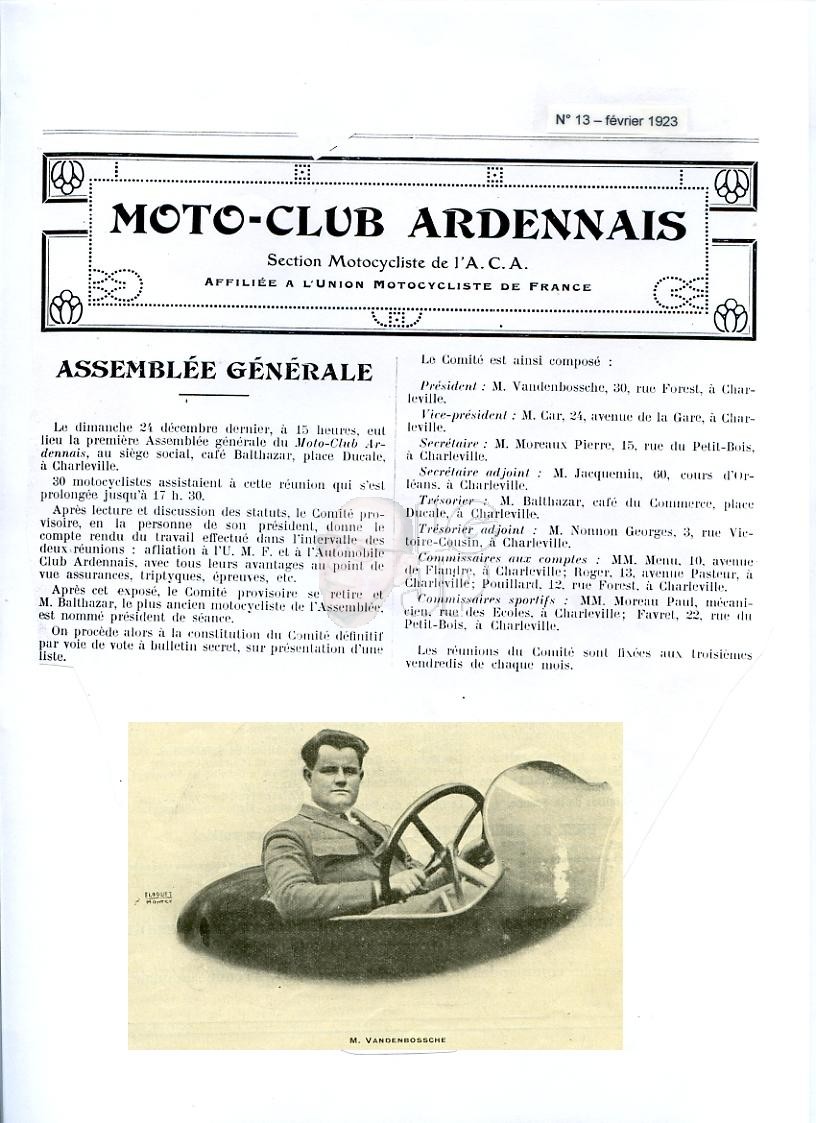 N° 13 – février 1923
MOTO-CLUB ARDENNAIS
Section Motocycliste de l'A.C.A.
AFFILIÉE A L'UNION MOTOCYCLISTE DE FRANCE
ASSEMBLÉE GÉNÉRALE
Le dimanche 24 décembre dernier, à 15 heures, eut
lieu la première Assemblée générale du Moto-Club Ar-
dennais, au siège social, café Balthazar, place Ducale,
à Charleville.
30 motocyclistes assistaient à cette réunion qui s'est
prolongée jusqu'à 17 h. 30.
Après lecture et discussion des statuts, le Comité pro-
visoire, en la personne de son président, donne le
compte rendu du travail effectué dans l'intervalle des
deux réunions : afliation à l'U. M. F. et à l'Automobile
Club Ardennais, avec tous leurs avantages au point de
vue assurances, triptyques, épreuves, etc.
Après cet exposé, le Comité provisoire se retire et
M. Balthazar, le plus ancien motocycliste de l'Assemblée,
est nommé président de séance.
On procède alors à la constitution du Comité définitif
par voie de vote à bulletin secret, sur présentation d'une
liste.
Le Comité est ainsi composé :
Président : M. Vandenbossche, 30, rue Forest, à Char-
leville.
Vice-président : M. Car, 24, avenue de la Gare, à Char-
leville.
Secrétaire : M. Moreaux Pierre, 15, rue du Petit-Bois,
à Charleville.
Secrétaire adjoint : M. Jacquemin, 60, cours d'Or-
léans, à Charleville.
Trésorier : M. Balthazar, café du Commerce, place
Ducale, à Charleville.
Trésorier adjoint : M. Nonnon Georges, 3, rue Vic-
toire-Cousin, à Charleville.
Commissaires aux comptes : MM. Menu, 10, avenue
de Flandre, à Charleville; Roger, 13, avenue Pasteur, à
Charleville; Pouillard, 12, rue Forest, à Charleville.
Commissaires sportifs : MM. Moreau Paul, mécani-
cien, rue des Ecoles, à Charleville; Favret, 22, rue du
Petit-Bois, à Charleville.
Les réunions du Comité sont fixées aux troisièmes
vendredis de chaque mois.
M. VANDENBOSSCHE